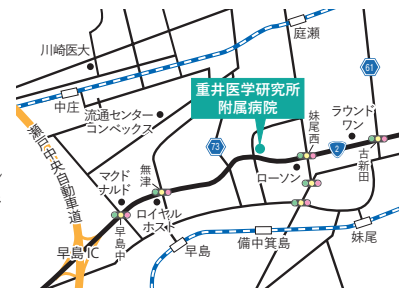 庭瀬
川崎医大
61
中庄
重井医学研究所
附属病院
流通センター
コンベックス
妹尾西
ラウンド
ワン
瀬戸中央自動車道
73
2
古新田
無津
マクド
ナルド
ローソン
ロイヤル
ホスト
早島中
早島IC
早島
備中箕島
妹尾